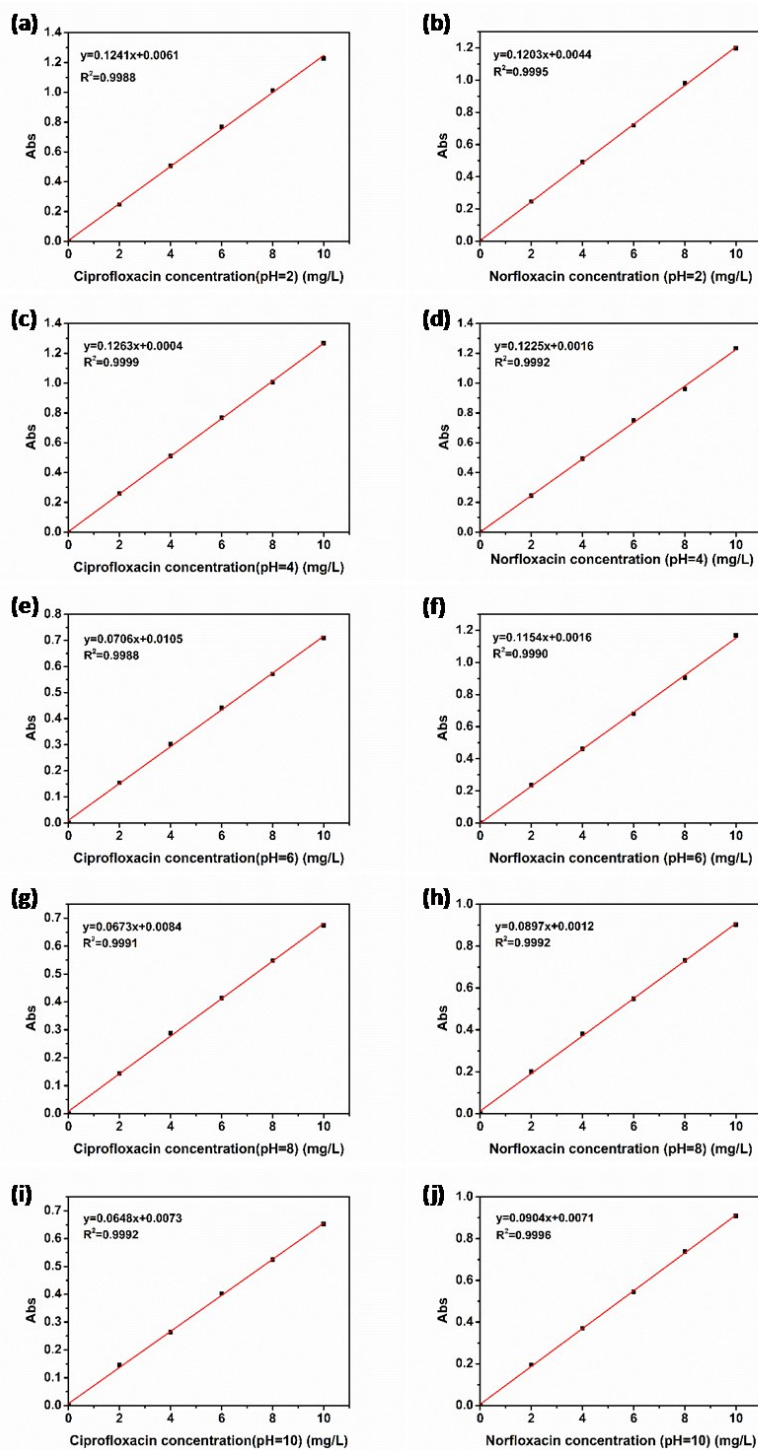 (a)
y=0.1241x+0.0061
R²=0.9988
1.4
1.2
1.0
0.8
0.6
0.4
0.2
0.0
Abs
0 2 4 6 8 10
Ciprofloxacin concentration(pH=2) (mg/L)
(b)
y=0.1203x+0.0044
R²=0.9995
1.2
1.0
0.8
0.6
0.4
0.2
0.0
Abs
0 2 4 6 8 10
Norfloxacin concentration (pH=2) (mg/L)
(c)
y=0.1263x+0.0004
R²=0.9999
1.4
1.2
1.0
0.8
0.6
0.4
0.2
0.0
Abs
0 2 4 6 8 10
Ciprofloxacin concentration(pH=4) (mg/L)
(d)
y=0.1225x+0.0016
R²=0.9992
1.4
1.2
1.0
0.8
0.6
0.4
0.2
0.0
Abs
0 2 4 6 8 10
Norfloxacin concentration (pH=4) (mg/L)
(e)
y=0.0706x+0.0105
R²=0.9988
0.8
0.7
0.6
0.5
0.4
0.3
0.2
0.1
0.0
Abs
0 2 4 6 8 10
Ciprofloxacin concentration(pH=6) (mg/L)
(f)
y=0.1154x+0.0016
R²=0.9990
1.2
1.0
0.8
0.6
0.4
0.2
0.0
Abs
0 2 4 6 8 10
Norfloxacin concentration (pH=6) (mg/L)
(g)
y=0.0673x+0.0084
R²=0.9991
0.7
0.6
0.5
0.4
0.3
0.2
0.1
0.0
Abs
0 2 4 6 8 10
Ciprofloxacin concentration(pH=8) (mg/L)
(h)
y=0.0897x+0.0012
R²=0.9992
1.0
0.8
0.6
0.4
0.2
0.0
Abs
0 2 4 6 8 10
Norfloxacin concentration (pH=8) (mg/L)
(i)
y=0.0648x+0.0073
R²=0.9992
0.7
0.6
0.5
0.4
0.3
0.2
0.1
0.0
Abs
0 2 4 6 8 10
Ciprofloxacin concentration(pH=10) (mg/L)
(j)
y=0.0904x+0.0071
R²=0.9996
1.0
0.8
0.6
0.4
0.2
0.0
Abs
0 2 4 6 8 10
Norfloxacin concentration (pH=10) (mg/L)